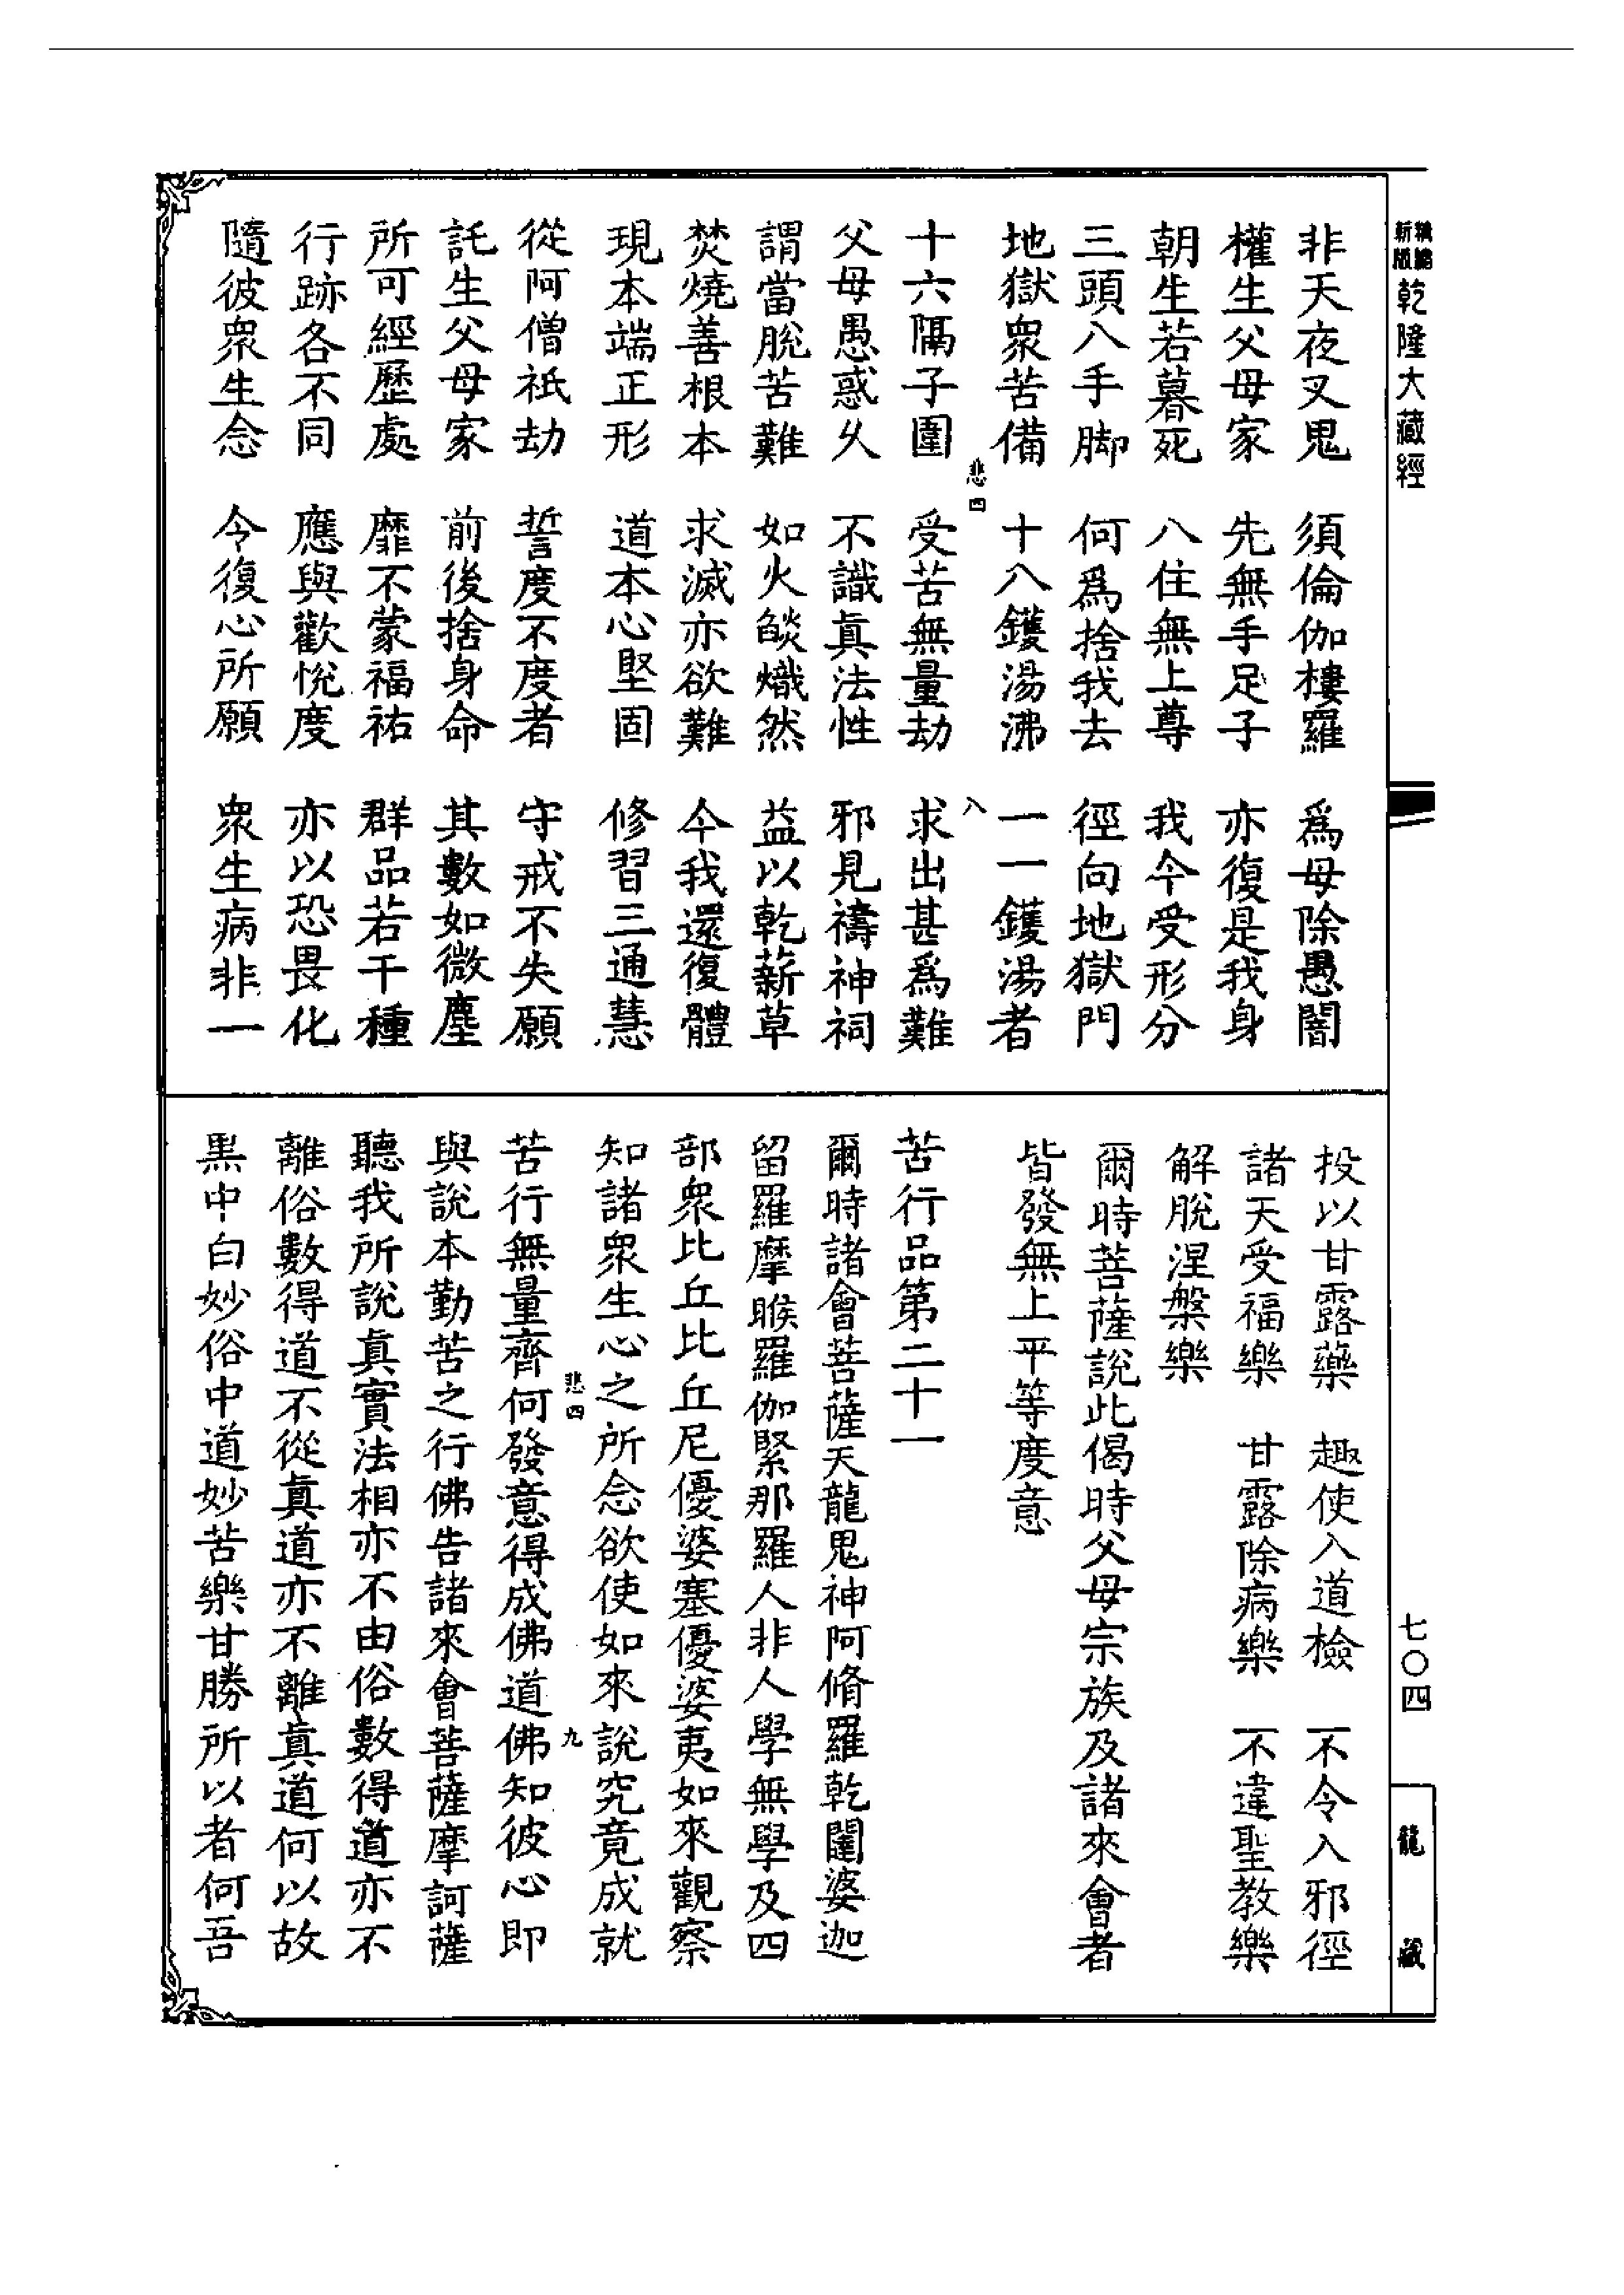 新版 精縮 乾隆大藏經
非天夜叉鬼 須倫伽樓羅 爲母除愚闇
權生父母家 先無手足子 亦復是我身
朝生若暮死 八住無上尊 我今受形分
三頭八手脚 何爲捨我去 徑向地獄門
地獄衆苦備 十八鑊湯沸 一一鑊湯者
悲四 八
十六隔子圍 受苦無量劫 求出甚爲難
父母愚惑久 不識眞法性 邪見禱神祠
謂當脫苦難 如火燄熾然 益以乾薪草
焚燒善根本 求滅亦欲難 今我還復體
現本端正形 道本心堅固 修習三通慧
從阿僧祇劫 誓度不度者 守戒不失願
託生父母家 前後捨身命 其數如微塵
所可經歷處 靡不蒙福祐 群品若干種
行跡各不同 應與歡悅度 亦以恐畏化
隨彼衆生念 令復心所願 衆生病非一
投以甘露藥 趣使入道檢 不令入邪徑
諸天受福樂 甘露除病樂 不違聖教樂
解脫涅槃樂
爾時菩薩說此偈時父母宗族及諸來會者
皆發無上平等度意
苦行品第二十一
爾時諸會菩薩天龍鬼神阿脩羅乾闥婆迦
留羅摩睺羅伽緊那羅人非人學無學及四
部衆比丘比丘尼優婆塞優婆夷如來觀察
知諸衆生心之所念欲使如來說究竟成就
悲四 九
苦行無量齊何發意得成佛道佛知彼心即
與說本勤苦之行佛告諸來會菩薩摩訶薩
聽我所說眞實法相亦不由俗數得道亦不
離俗數得道不從眞道亦不離眞道何以故
黑中白妙俗中道妙苦樂甘勝所以者何吾
七〇四
龍藏